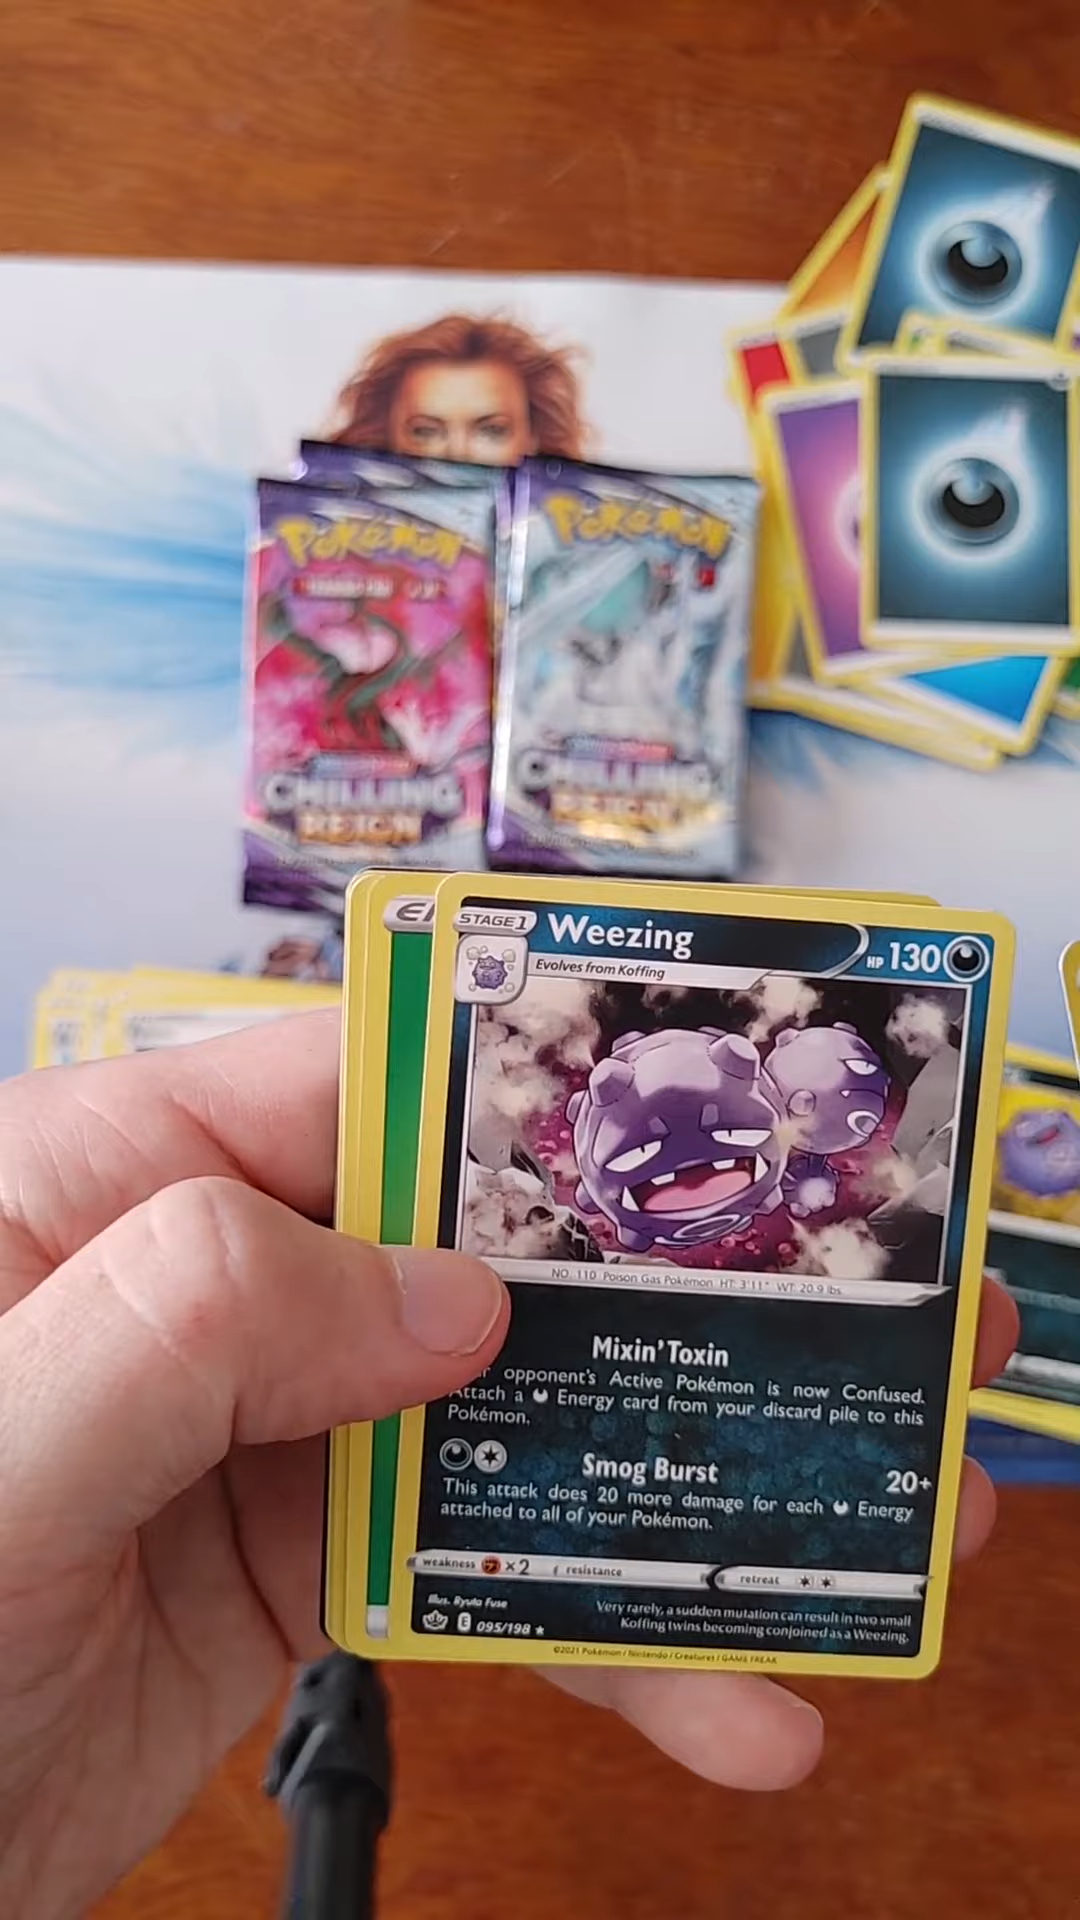 Pokémon
Pokémon
CHILLING
REIGN
CHILLING
REIGN
STAGE 1
Weezing
HP 130
Evolves from Koffing
NO. 110 Poison Gas Pokémon HT: 3'11" WT: 20.9 lbs.
Mixin' Toxin
opponent's Active Pokémon is now Confused.
Attach a Energy card from your discard pile to this
Pokémon.
Smog Burst 20+
This attack does 20 more damage for each Energy
attached to all of your Pokémon.
weakness ×2 resistance retreat
Illus. Ryuta Fuse
E 095/198 ★
Very rarely, a sudden mutation can result in two small
Koffing twins becoming conjoined as a Weezing.
©2021 Pokémon / Nintendo / Creatures / GAME FREAK